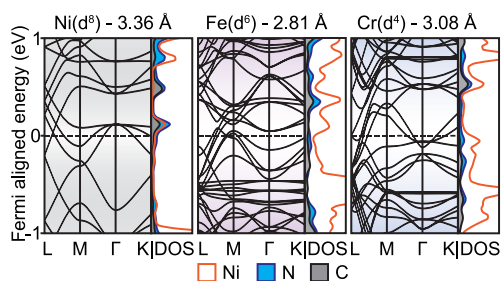 Ni(d⁸) - 3.36 Å Fe(d⁶) - 2.81 Å Cr(d⁴) - 3.08 Å
Fermi aligned energy (eV)
1
0
-1
L M Γ K|DOS L M Γ K|DOS L M Γ K|DOS
Ni N C